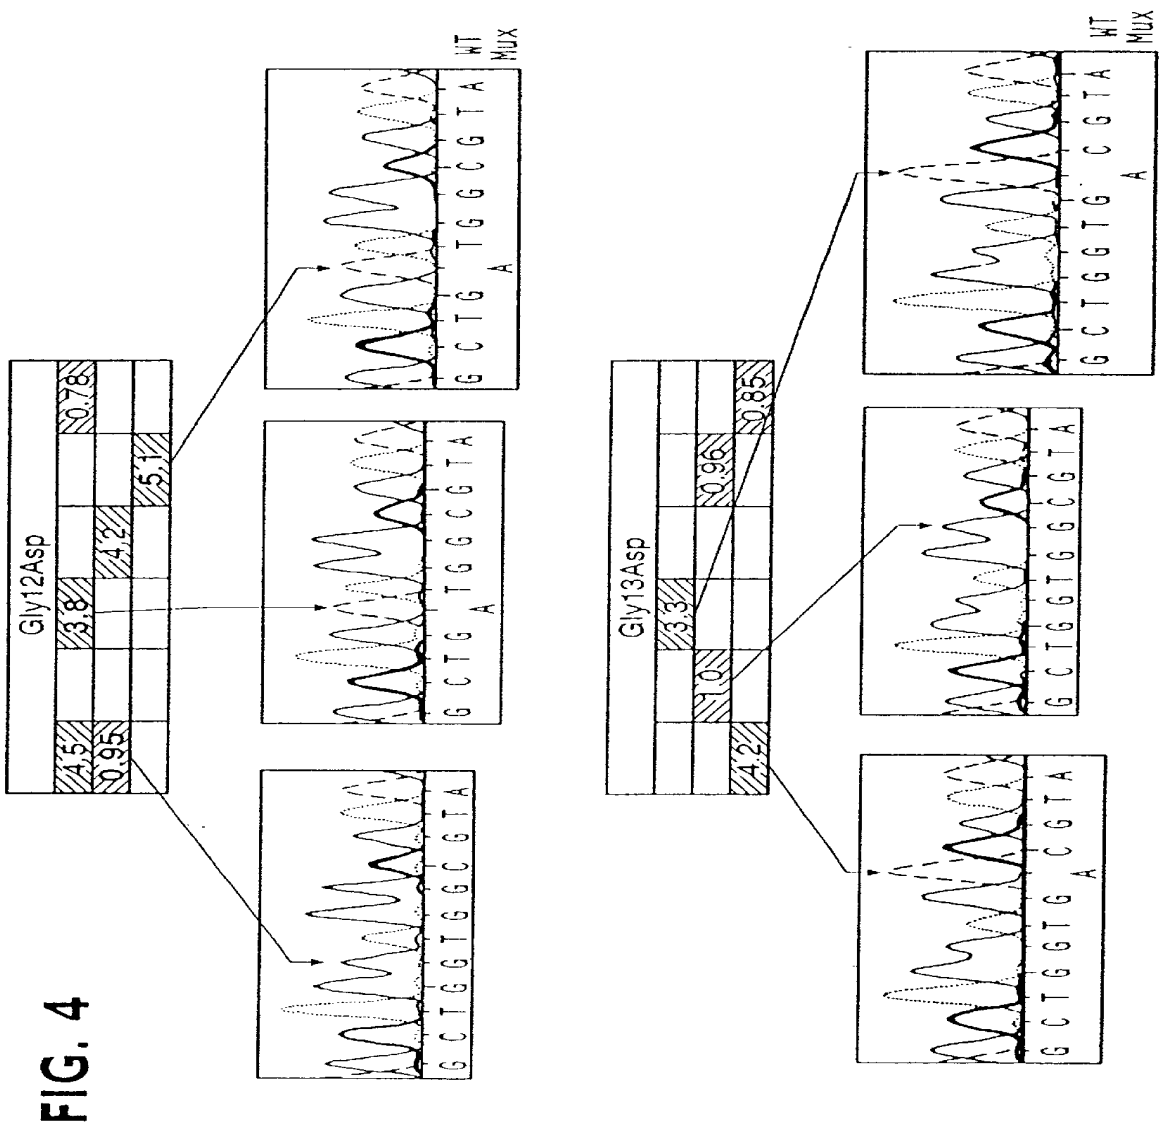 FIG. 4
Gly12Asp
4.5 3.8 0.78
0.95 4.2
5.1
G C T G G T G G C G T A
G C T G T G G C G T A
A
G C T G T G G C G T A WT
A Mux
Gly13Asp
3.3
1.0 0.96
4.2 0.85
G C T G G T G C G T A
A
G C T G G T G G C G T A
G C T G G T G C G T A WT
A Mux